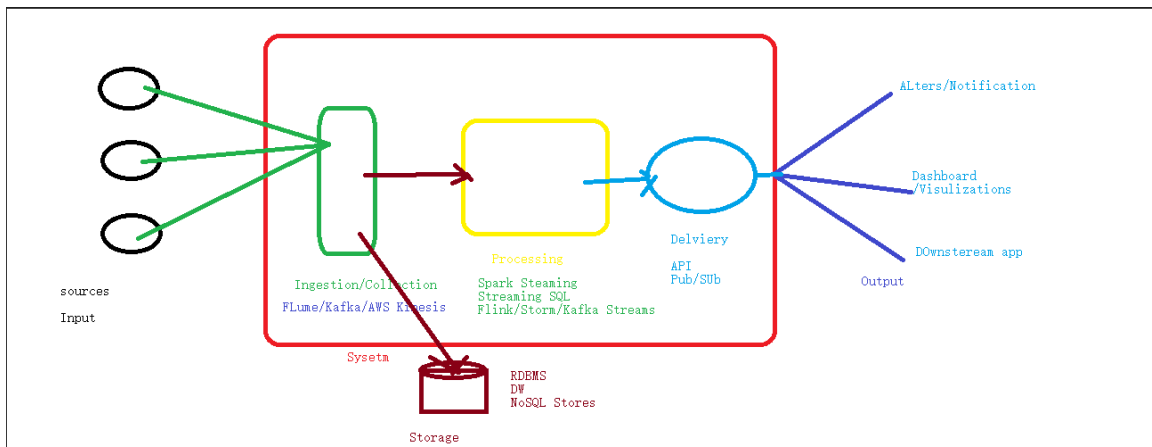 sources
Input
Ingestion/Collection
FLume/Kafka/AWS Kinesis
Sysetm
RDBMS
DW
NoSQL Stores
Storage
Processing
Spark Steaming
Streaming SQL
Flink/Storm/Kafka Streams
Delviery
API
Pub/SUb
ALters/Notification
Dashboard
/Visulizations
DOwnsteream app
Output